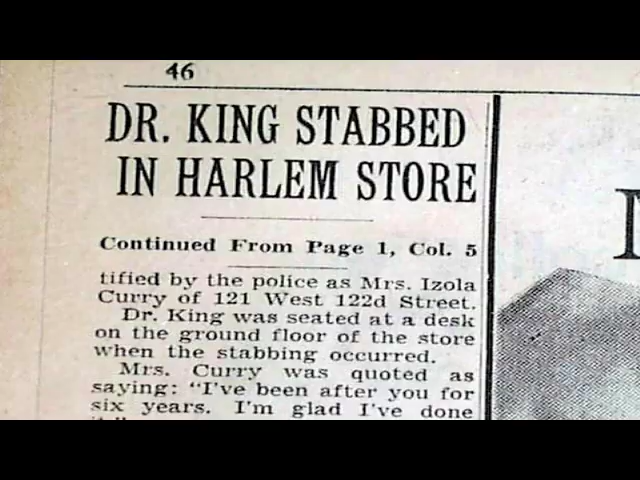 46
DR. KING STABBED
IN HARLEM STORE
Continued From Page 1, Col. 5
tified by the police as Mrs. Izola
Curry of 121 West 122d Street.
Dr. King was seated at a desk
on the ground floor of the store
when the stabbing occurred.
Mrs. Curry was quoted as
saying: "I've been after you for
six years. I'm glad I've done